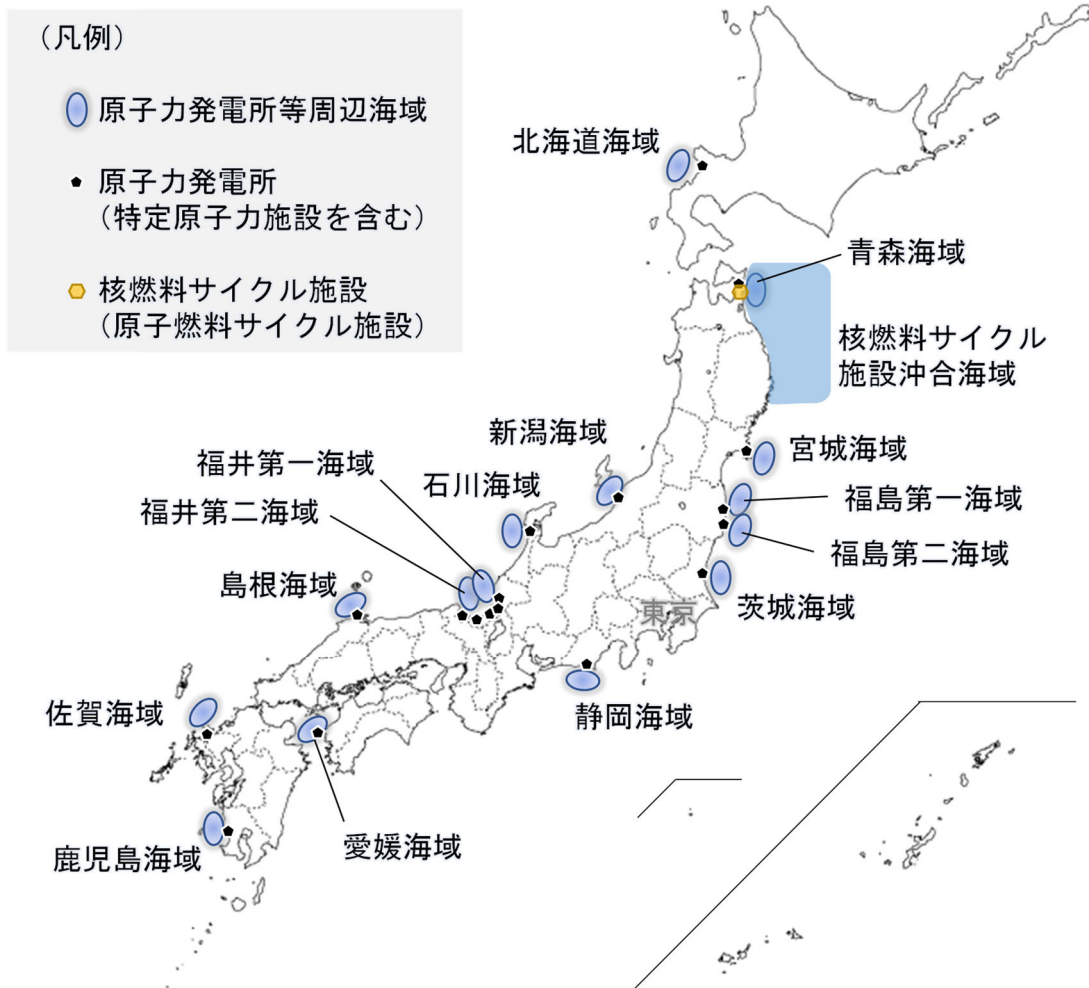 （凡例）
原子力発電所等周辺海域
原子力発電所
（特定原子力施設を含む）
核燃料サイクル施設
（原子燃料サイクル施設）
北海道海域
青森海域
核燃料サイクル
施設沖合海域
新潟海域
宮城海域
福井第一海域
石川海域
福島第一海域
福井第二海域
福島第二海域
島根海域
茨城海域
東京
佐賀海域
静岡海域
愛媛海域
鹿児島海域